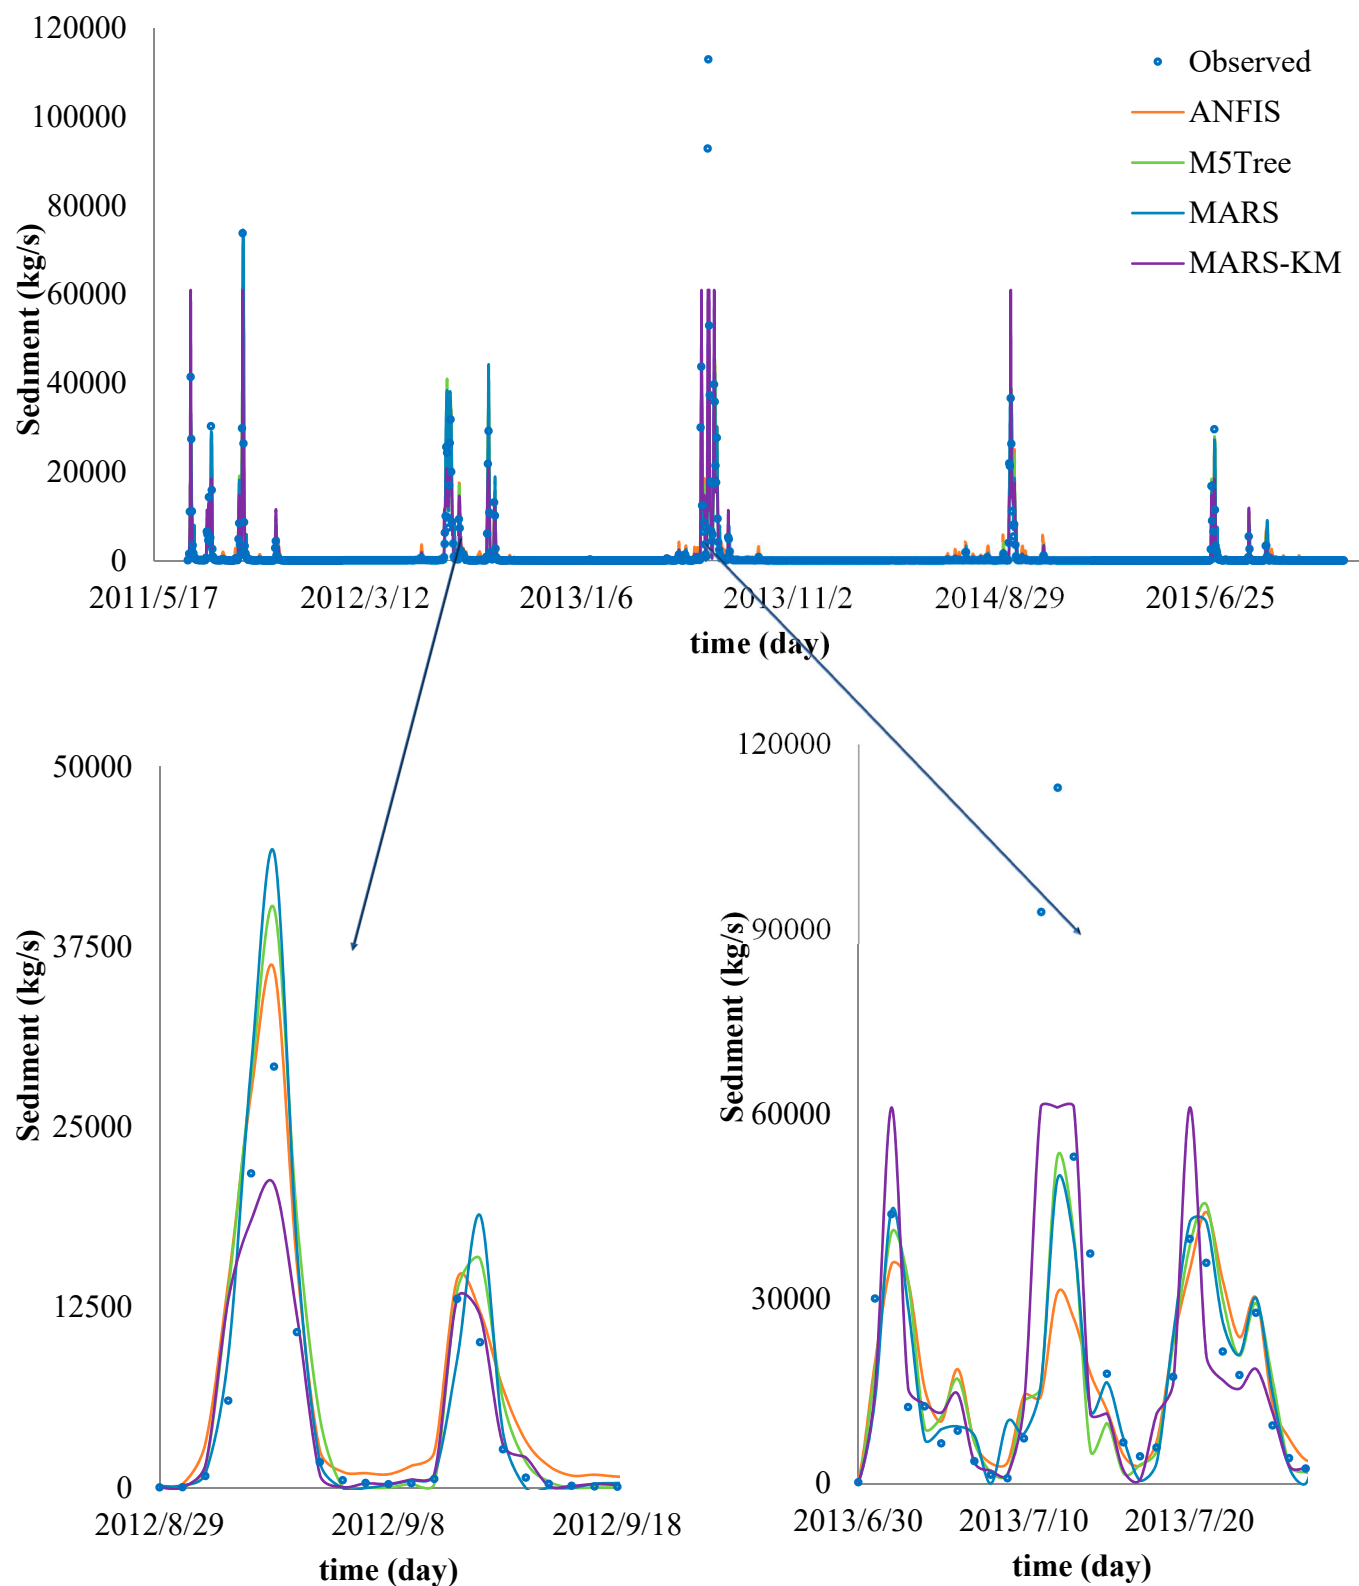 120000
100000
80000
60000
40000
20000
0
Sedıment (kg/s)
Observed
ANFIS
M5Tree
MARS
MARS-KM
2011/5/17
2012/3/12
2013/1/6
2013/11/2
2014/8/29
2015/6/25
time (day)
50000
37500
25000
12500
0
Sedıment (kg/s)
2012/8/29
2012/9/8
2012/9/18
time (day)
120000
90000
60000
30000
0
Sedıment (kg/s)
2013/6/30
2013/7/10
2013/7/20
time (day)